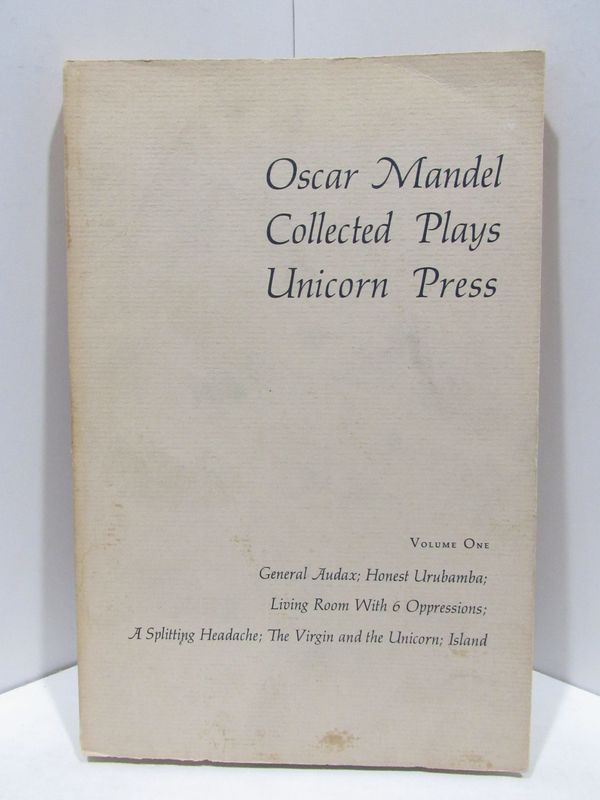 Oscar Mandel
Collected Plays
Unicorn Press
Volume One
General Audax; Honest Urubamba;
Living Room With 6 Oppressions;
A Splitting Headache; The Virgin and the Unicorn; Island